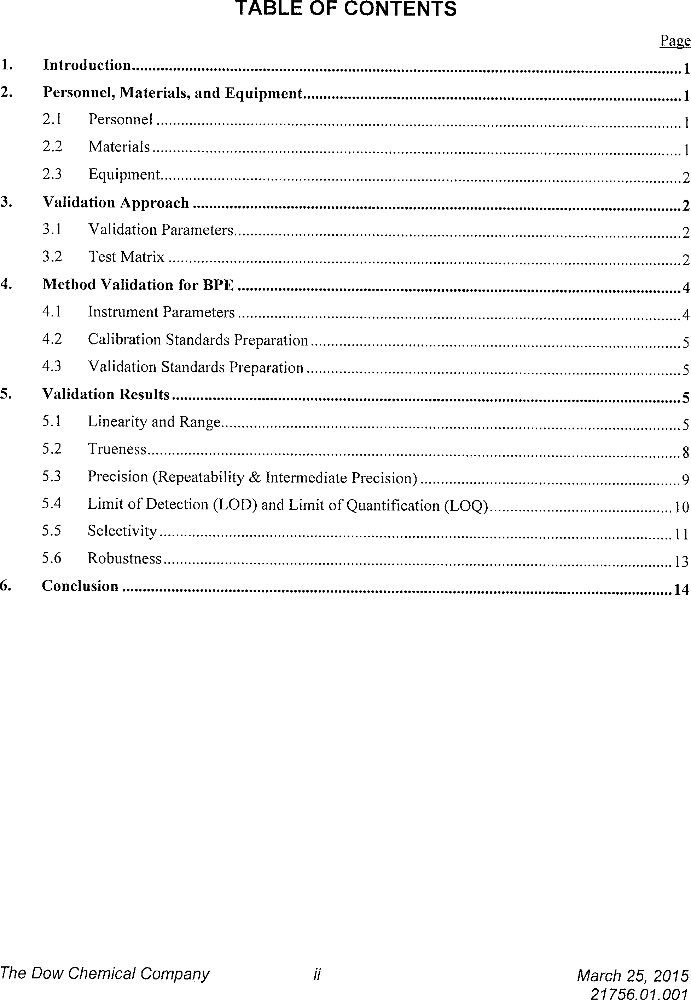 TABLE OF CONTENTS
Page
1. Introduction 1
2. Personnel, Materials, and Equipment 1
2.1 Personnel 1
2.2 Materials 1
2.3 Equipment 2
3. Validation Approach 2
3.1 Validation Parameters 2
3.2 Test Matrix 2
4. Method Validation for BPE 4
4.1 Instrument Parameters 4
4.2 Calibration Standards Preparation 5
4.3 Validation Standards Preparation 5
5. Validation Results 5
5.1 Linearity and Range 5
5.2 Trueness 8
5.3 Precision (Repeatability & Intermediate Precision) 9
5.4 Limit of Detection (LOD) and Limit of Quantification (LOQ) 10
5.5 Selectivity 11
5.6 Robustness 13
6. Conclusion 14
The Dow Chemical Company ii March 25, 2015
21756.01.001